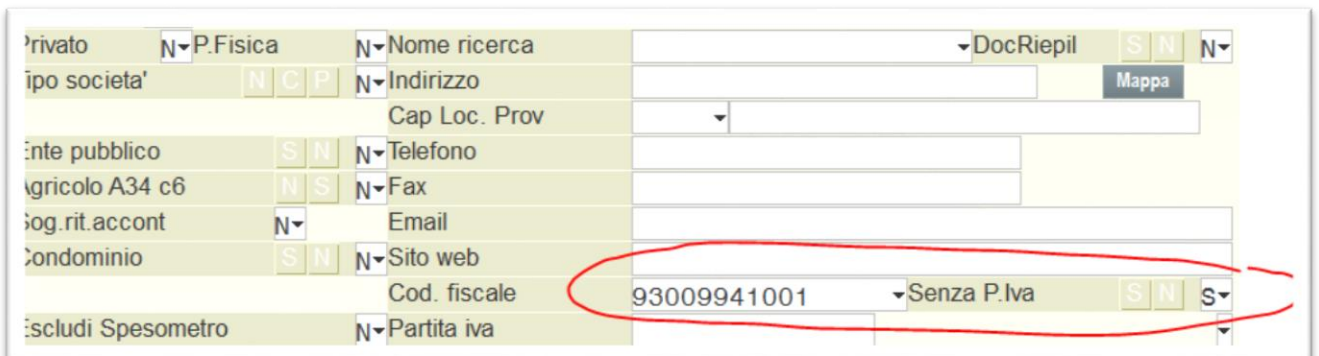 Privato N P.Fisica N Nome ricerca DocRiepil S N N
Tipo societa' N C P N Indirizzo Mappa
Cap Loc. Prov
Ente pubblico S N N Telefono
Agricolo A34 c6 N S N Fax
Sog.rit.accont N Email
Condominio S N N Sito web
Cod. fiscale 93009941001 Senza P.Iva S N S
Escludi Spesometro N Partita iva